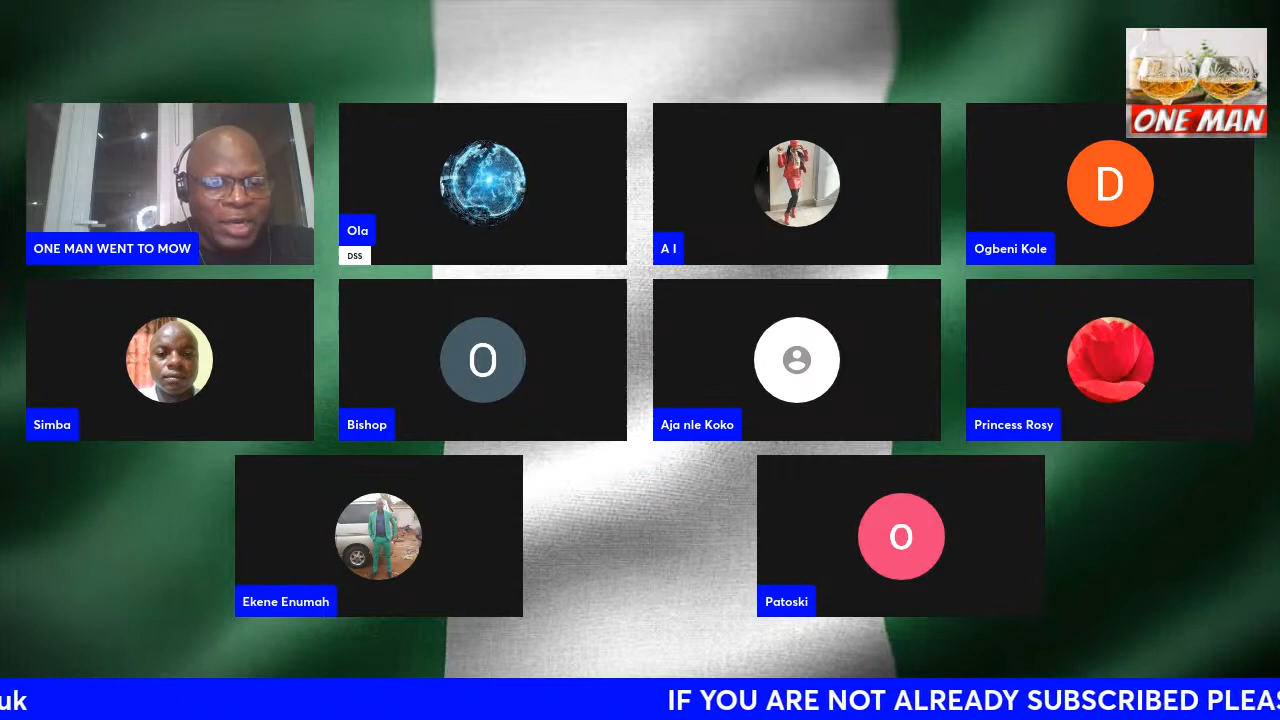 ONE MAN
ONE MAN WENT TO MOW
Ola
DSS
A I
D
Ogbeni Kole
Simba
O
Bishop
Aja nle Koko
Princess Rosy
Ekene Enumah
O
Patoski
uk
IF YOU ARE NOT ALREADY SUBSCRIBED PLEAS